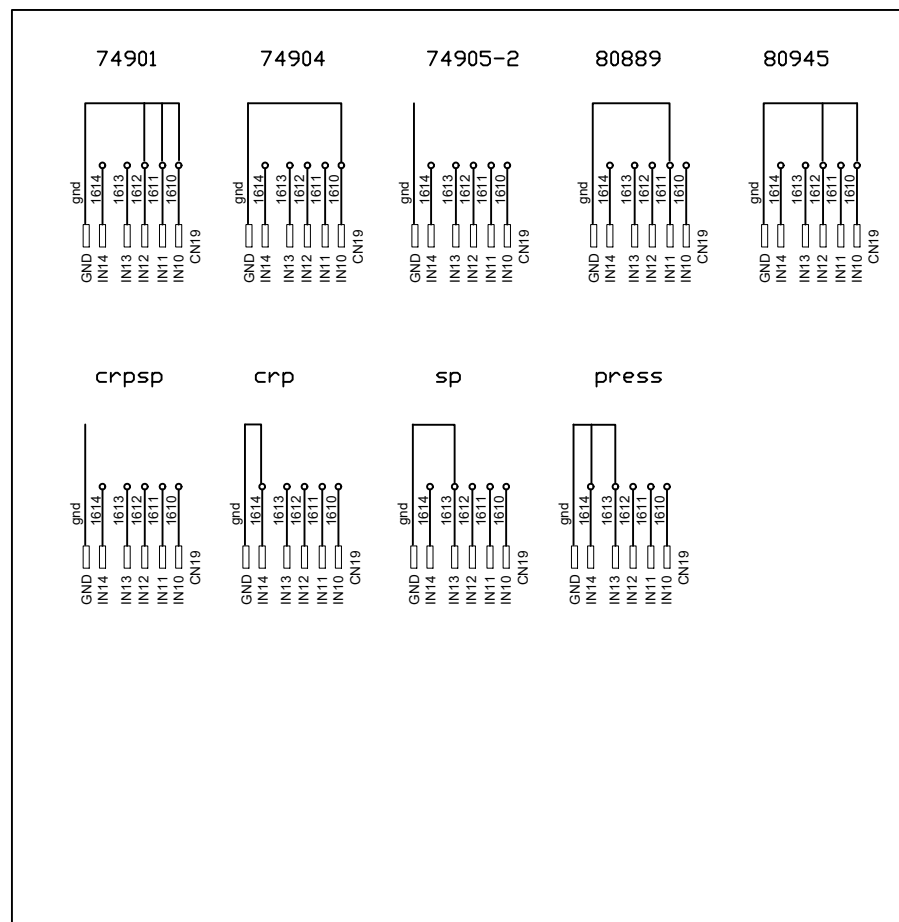 74901 74904 74905-2 80889 80945
gnd 1614 1613 1612 1611 1610 gnd 1614 1613 1612 1611 1610 gnd 1614 1613 1612 1611 1610 gnd 1614 1613 1612 1611 1610 gnd 1614 1613 1612 1611 1610
GND IN14 IN13 IN12 IN11 IN10 CN19 GND IN14 IN13 IN12 IN11 IN10 CN19 GND IN14 IN13 IN12 IN11 IN10 CN19 GND IN14 IN13 IN12 IN11 IN10 CN19 GND IN14 IN13 IN12 IN11 IN10 CN19
crpsp crp sp press
gnd 1614 1613 1612 1611 1610 gnd 1614 1613 1612 1611 1610 gnd 1614 1613 1612 1611 1610 gnd 1614 1613 1612 1611 1610
GND IN14 IN13 IN12 IN11 IN10 CN19 GND IN14 IN13 IN12 IN11 IN10 CN19 GND IN14 IN13 IN12 IN11 IN10 CN19 GND IN14 IN13 IN12 IN11 IN10 CN19